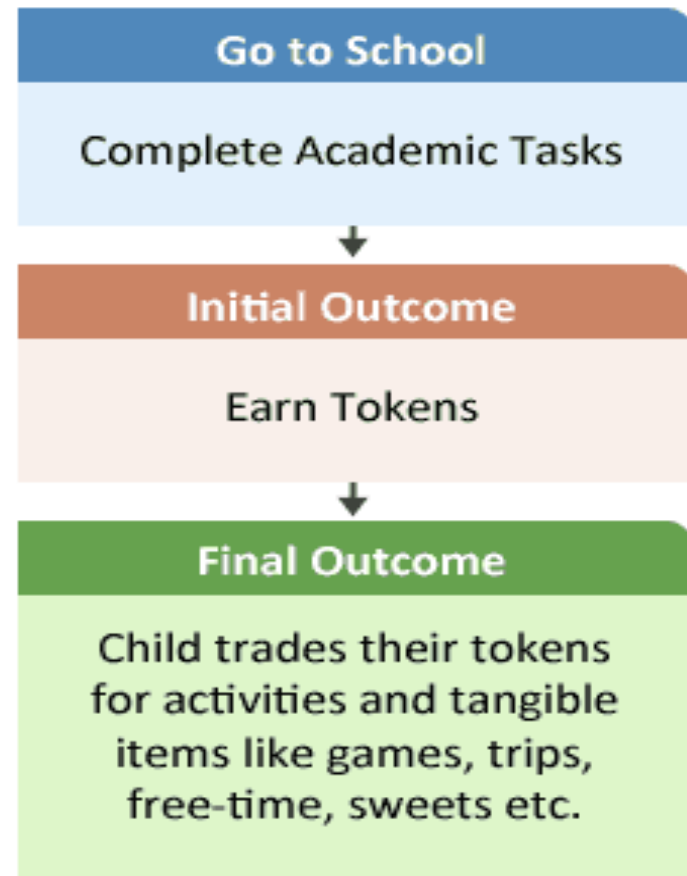 Go to School
Complete Academic Tasks
Initial Outcome
Earn Tokens
Final Outcome
Child trades their tokens
for activities and tangible
items like games, trips,
free-time, sweets etc.